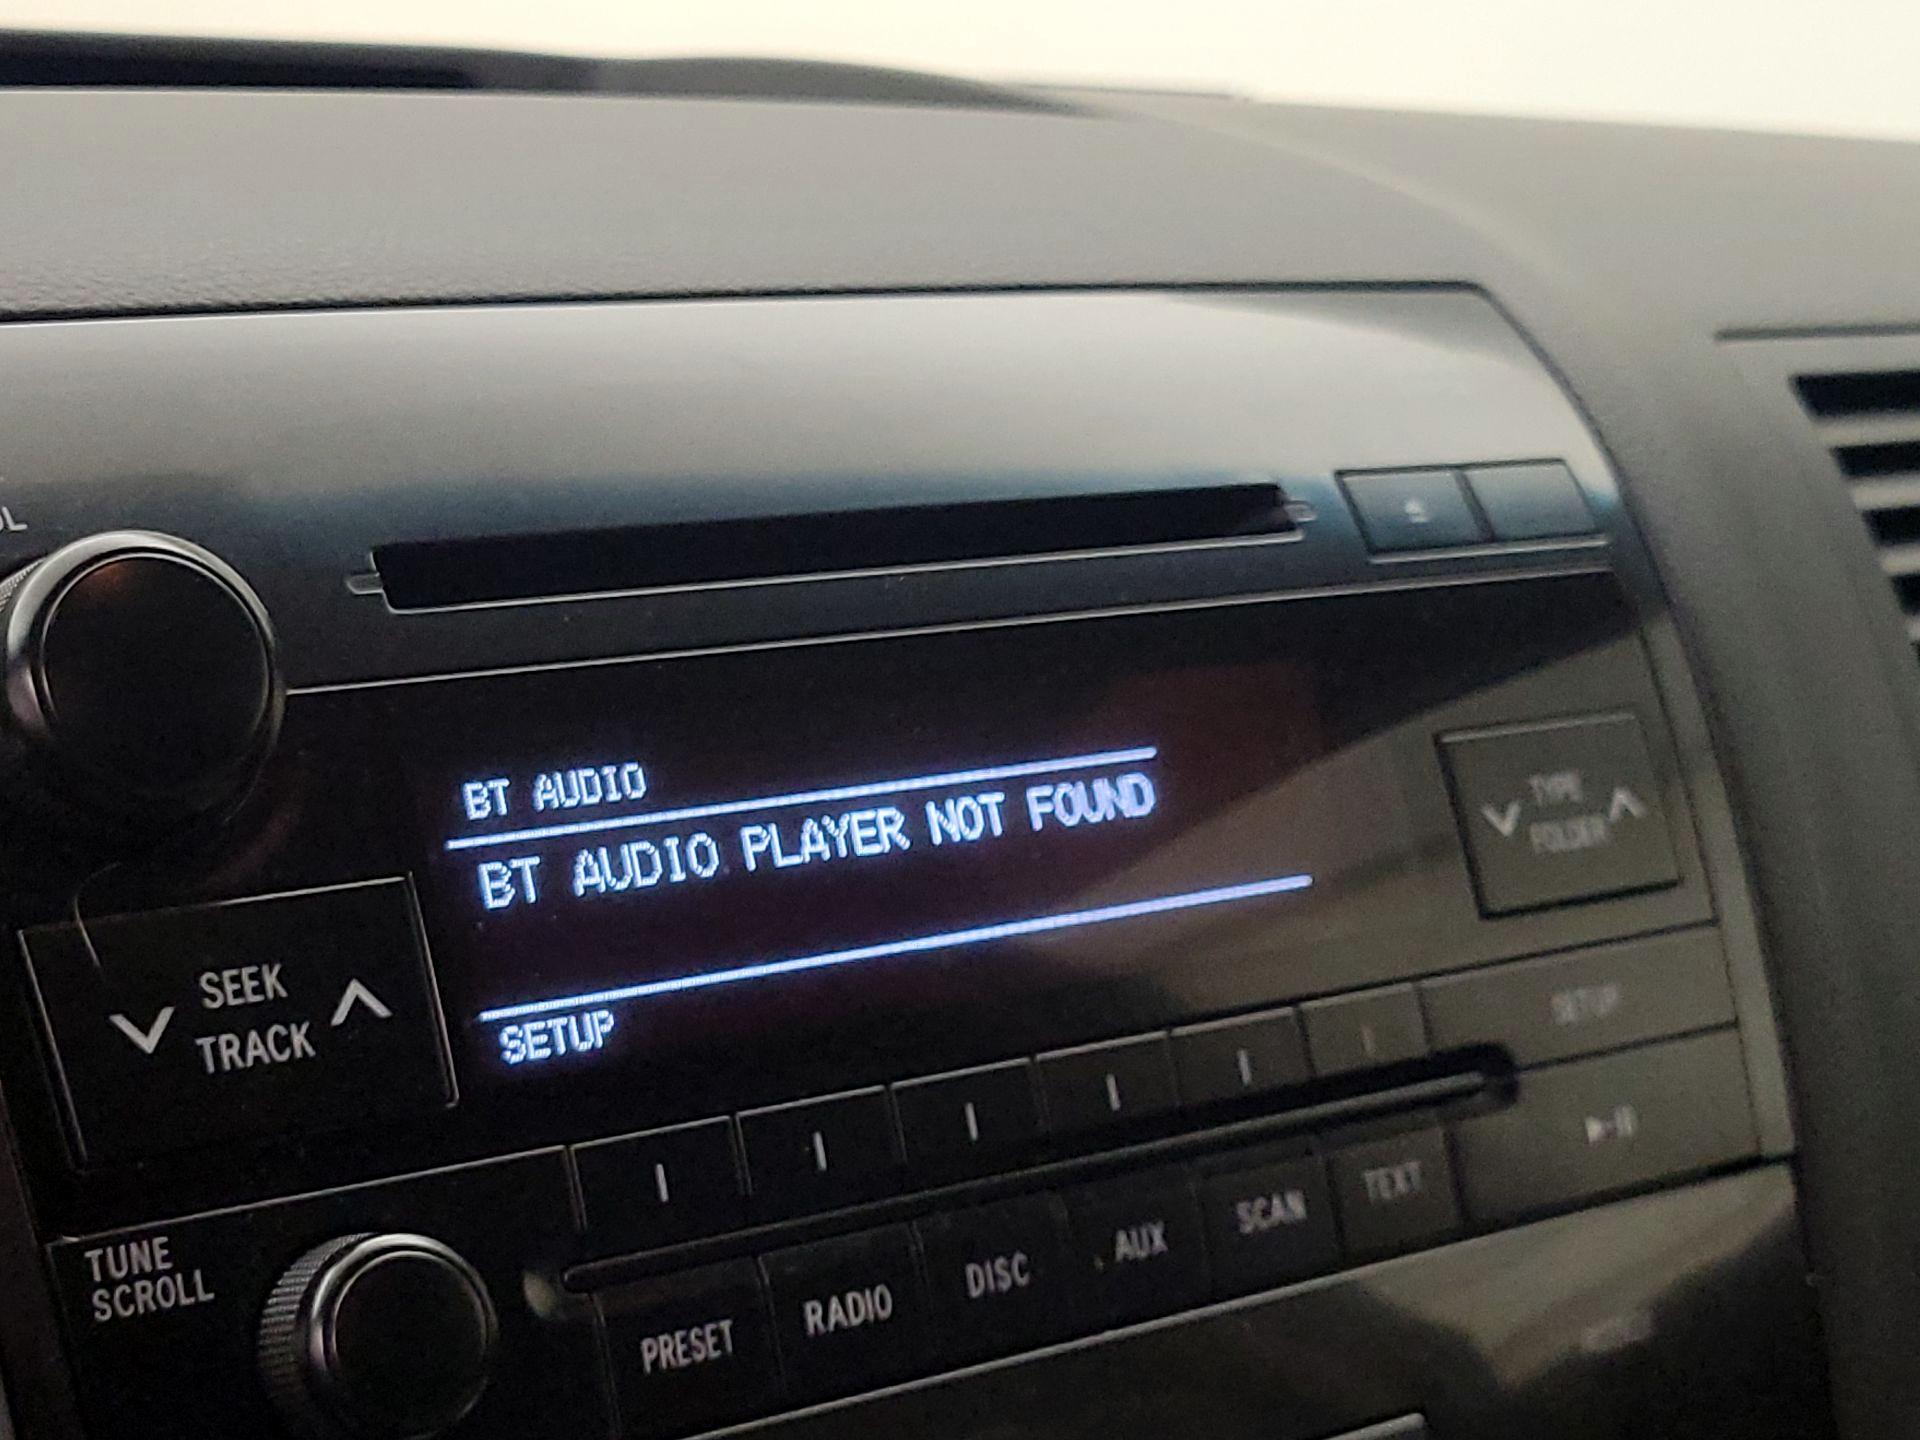 OL
BT AUDIO
BT AUDIO PLAYER NOT FOUND
SETUP
SEEK
TRACK
TYPE
FOLDER
SETUP
TUNE
SCROLL
PRESET
RADIO
DISC
AUX
SCAN
TEXT